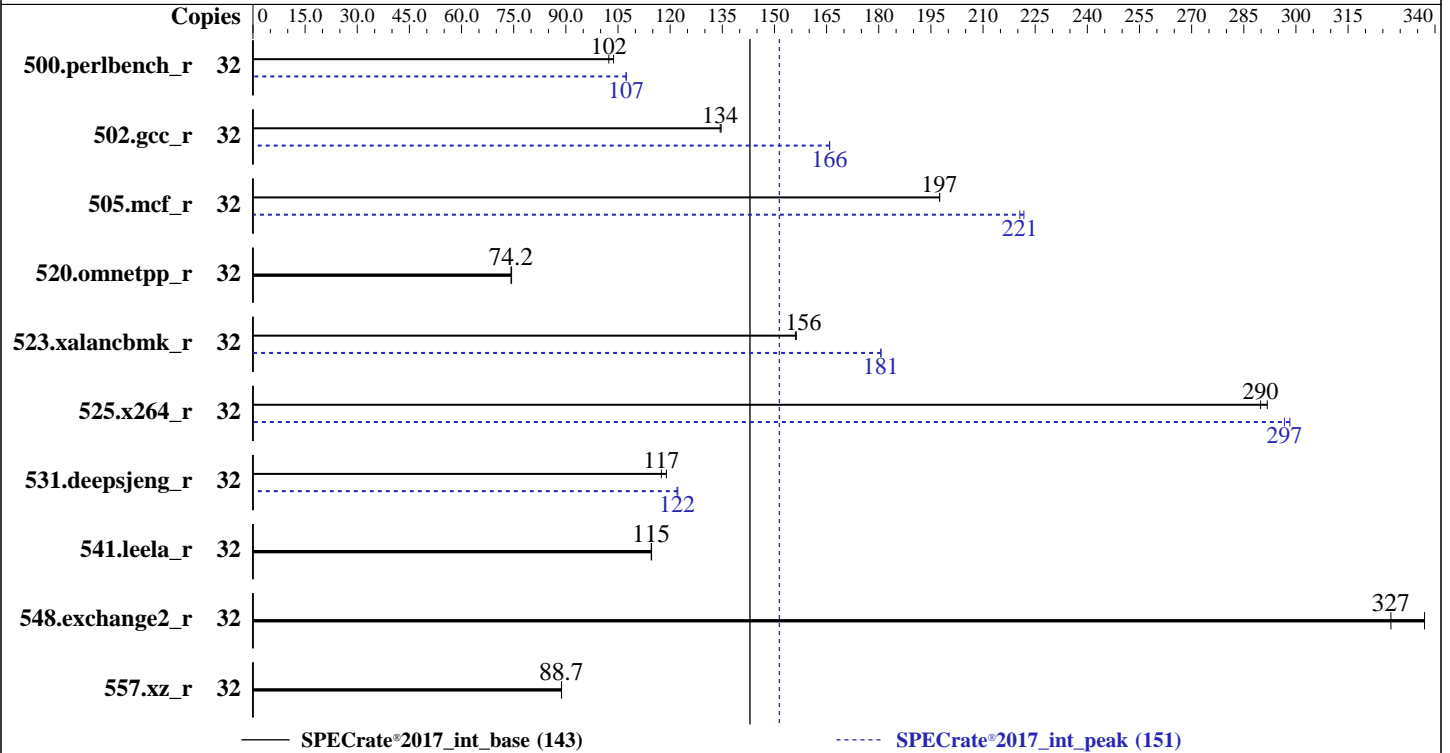 Copies 0 15.0 30.0 45.0 60.0 75.0 90.0 105 120 135 150 165 180 195 210 225 240 255 270 285 300 315 340
102
500.perlbench_r 32
107
134
502.gcc_r 32
166
197
505.mcf_r 32
221
74.2
520.omnetpp_r 32
156
523.xalancbmk_r 32
181
290
525.x264_r 32
297
117
531.deepsjeng_r 32
122
115
541.leela_r 32
327
548.exchange2_r 32
88.7
557.xz_r 32
SPECrate®2017_int_base (143) SPECrate®2017_int_peak (151)